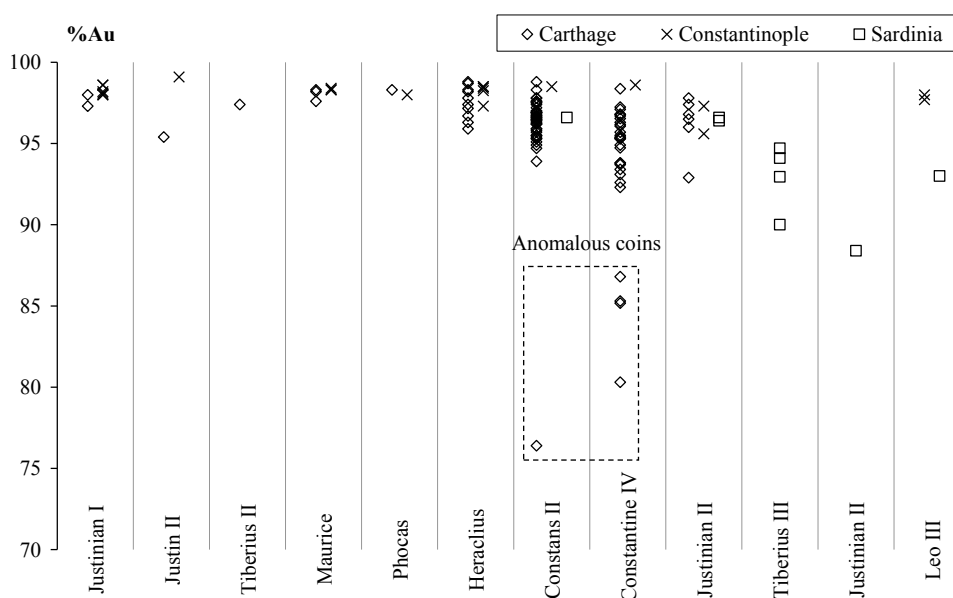 %Au
Carthage Constantinople Sardinia
100
95
90
Anomalous coins
85
80
75
70
Justinian I
Justin II
Tiberius II
Maurice
Phocas
Heraclius
Constans II
Constantine IV
Justinian II
Tiberius III
Justinian II
Leo III